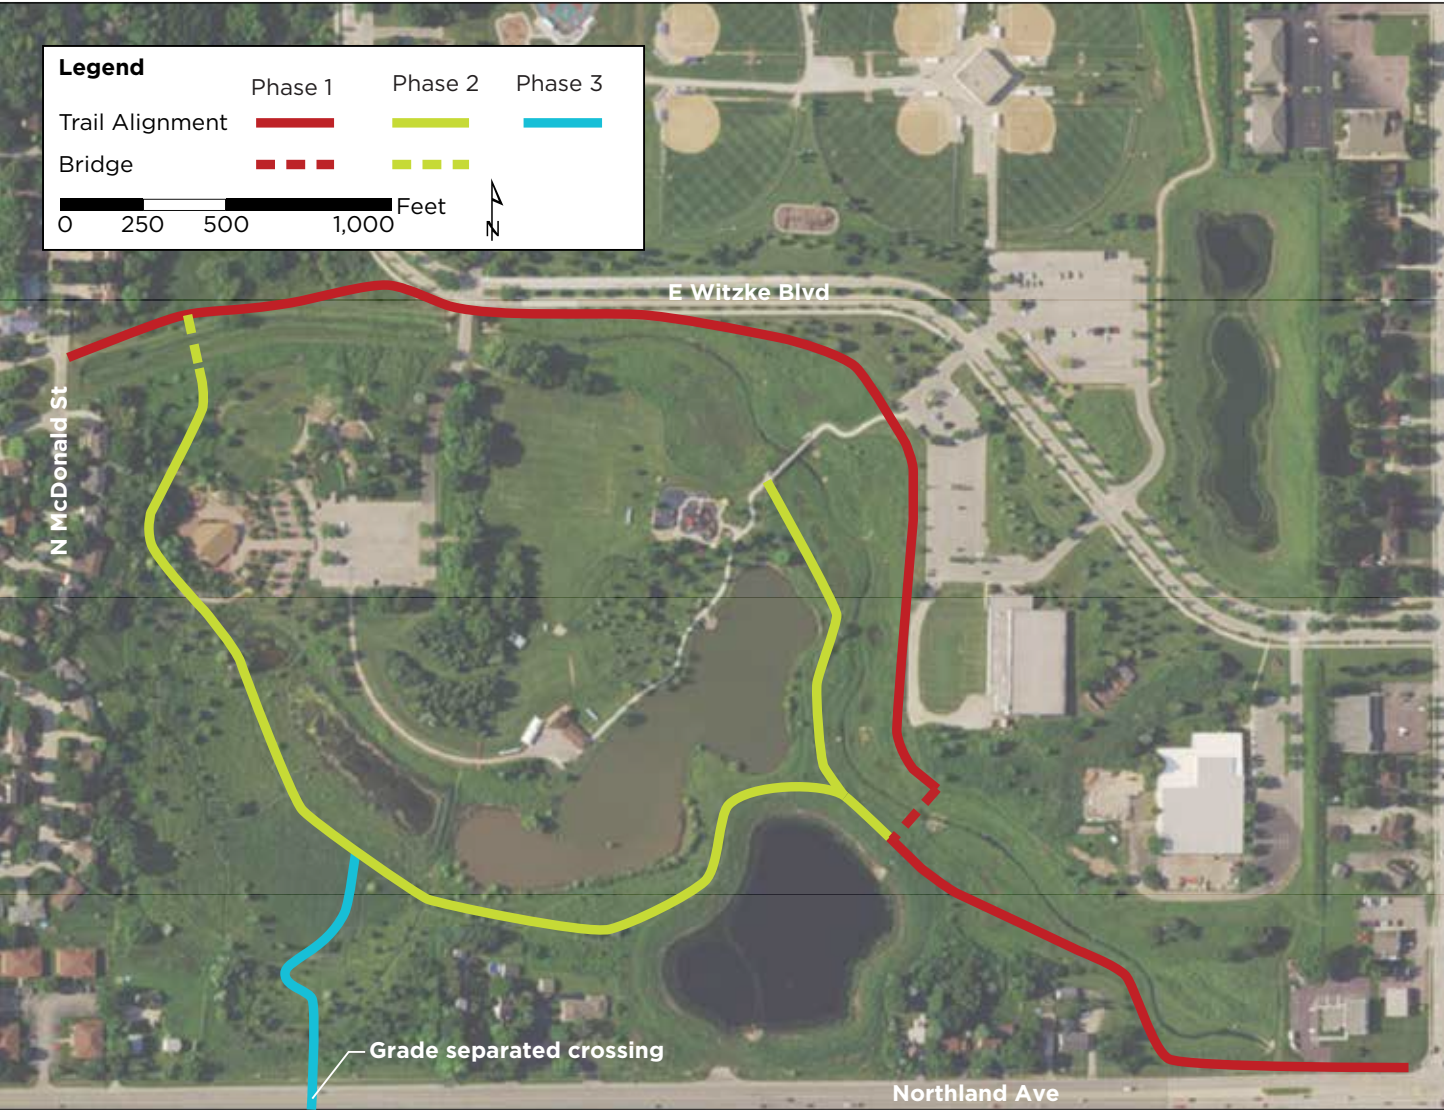 Legend
Phase 1 Phase 2 Phase 3
Trail Alignment
Bridge
0 250 500 1,000 Feet
N
E Witzke Blvd
N McDonald St
Grade separated crossing
Northland Ave